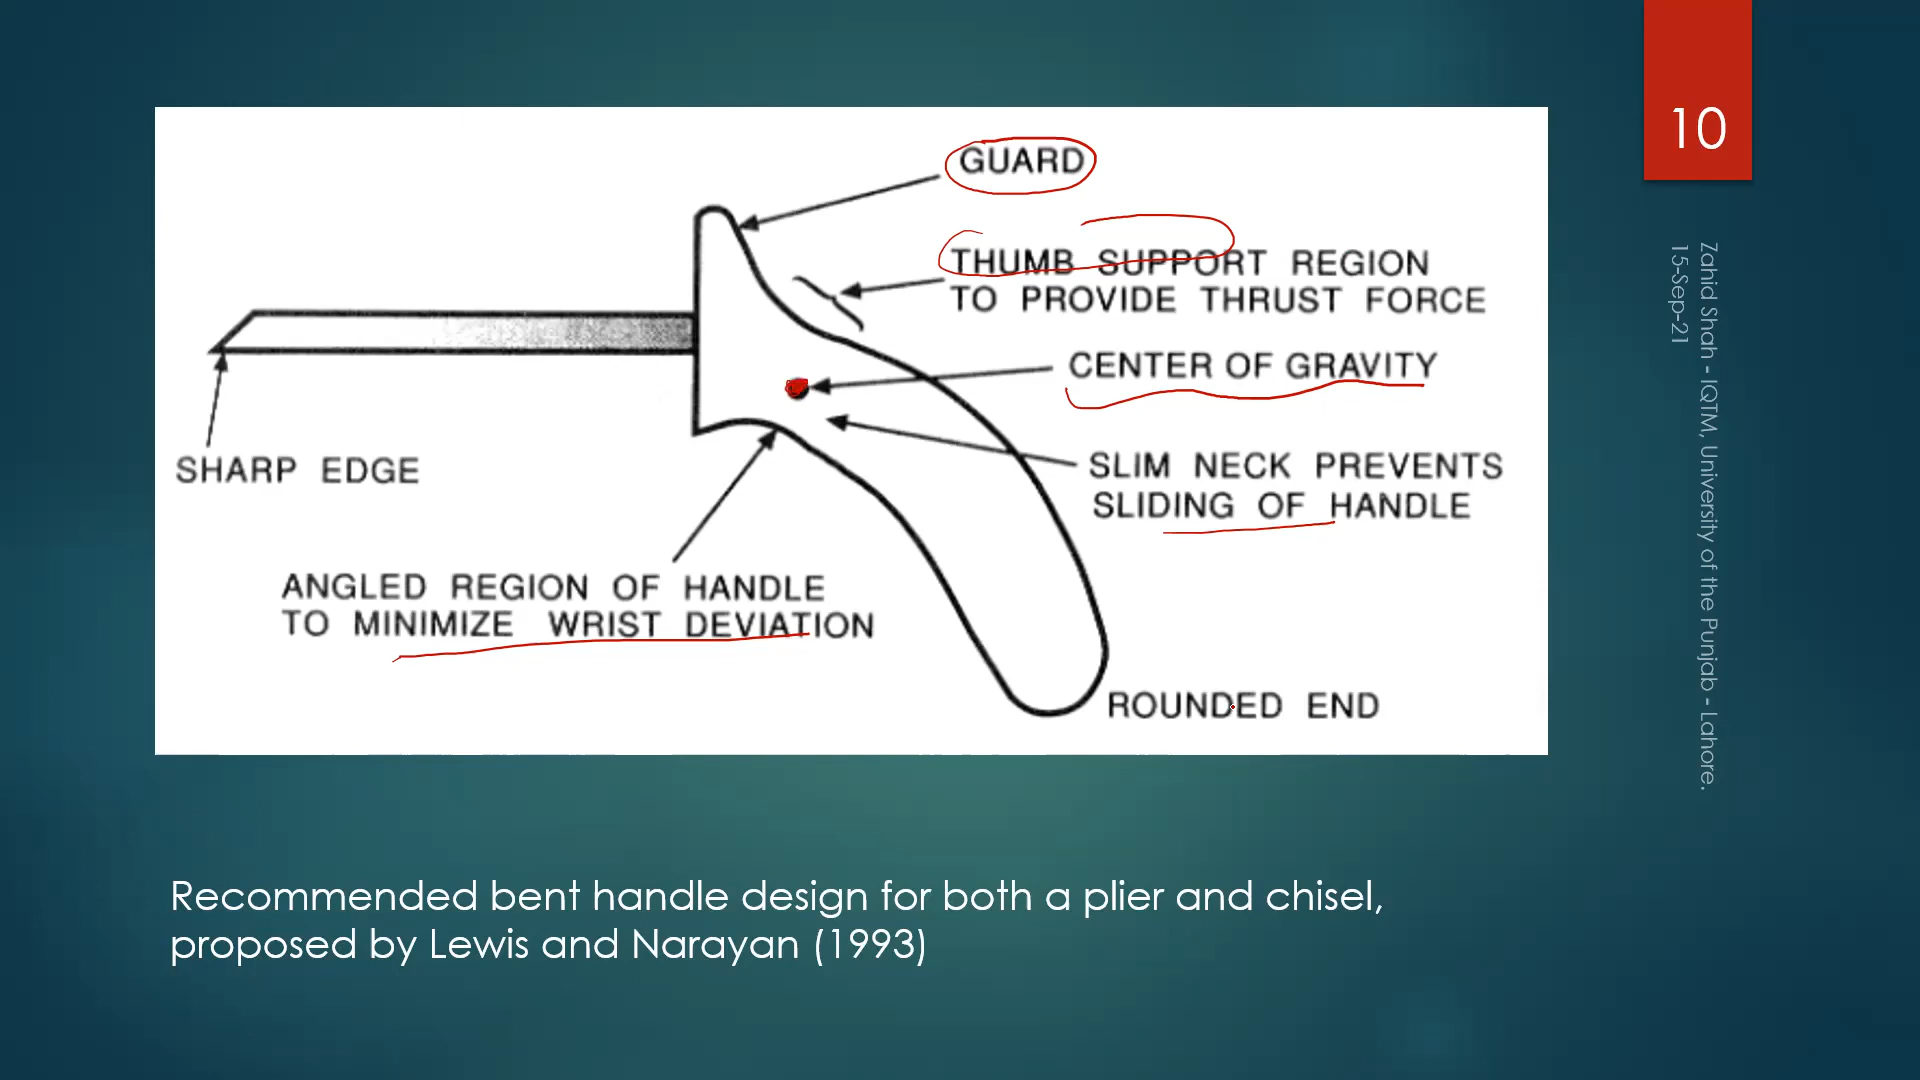 10
GUARD
THUMB SUPPORT REGION
TO PROVIDE THRUST FORCE
CENTER OF GRAVITY
SLIM NECK PREVENTS
SLIDING OF HANDLE
SHARP EDGE
ANGLED REGION OF HANDLE
TO MINIMIZE WRIST DEVIATION
ROUNDED END
Zahid Shah - IQTM, University of the Punjab - Lahore.
15-Sep-21
Recommended bent handle design for both a plier and chisel,
proposed by Lewis and Narayan (1993)